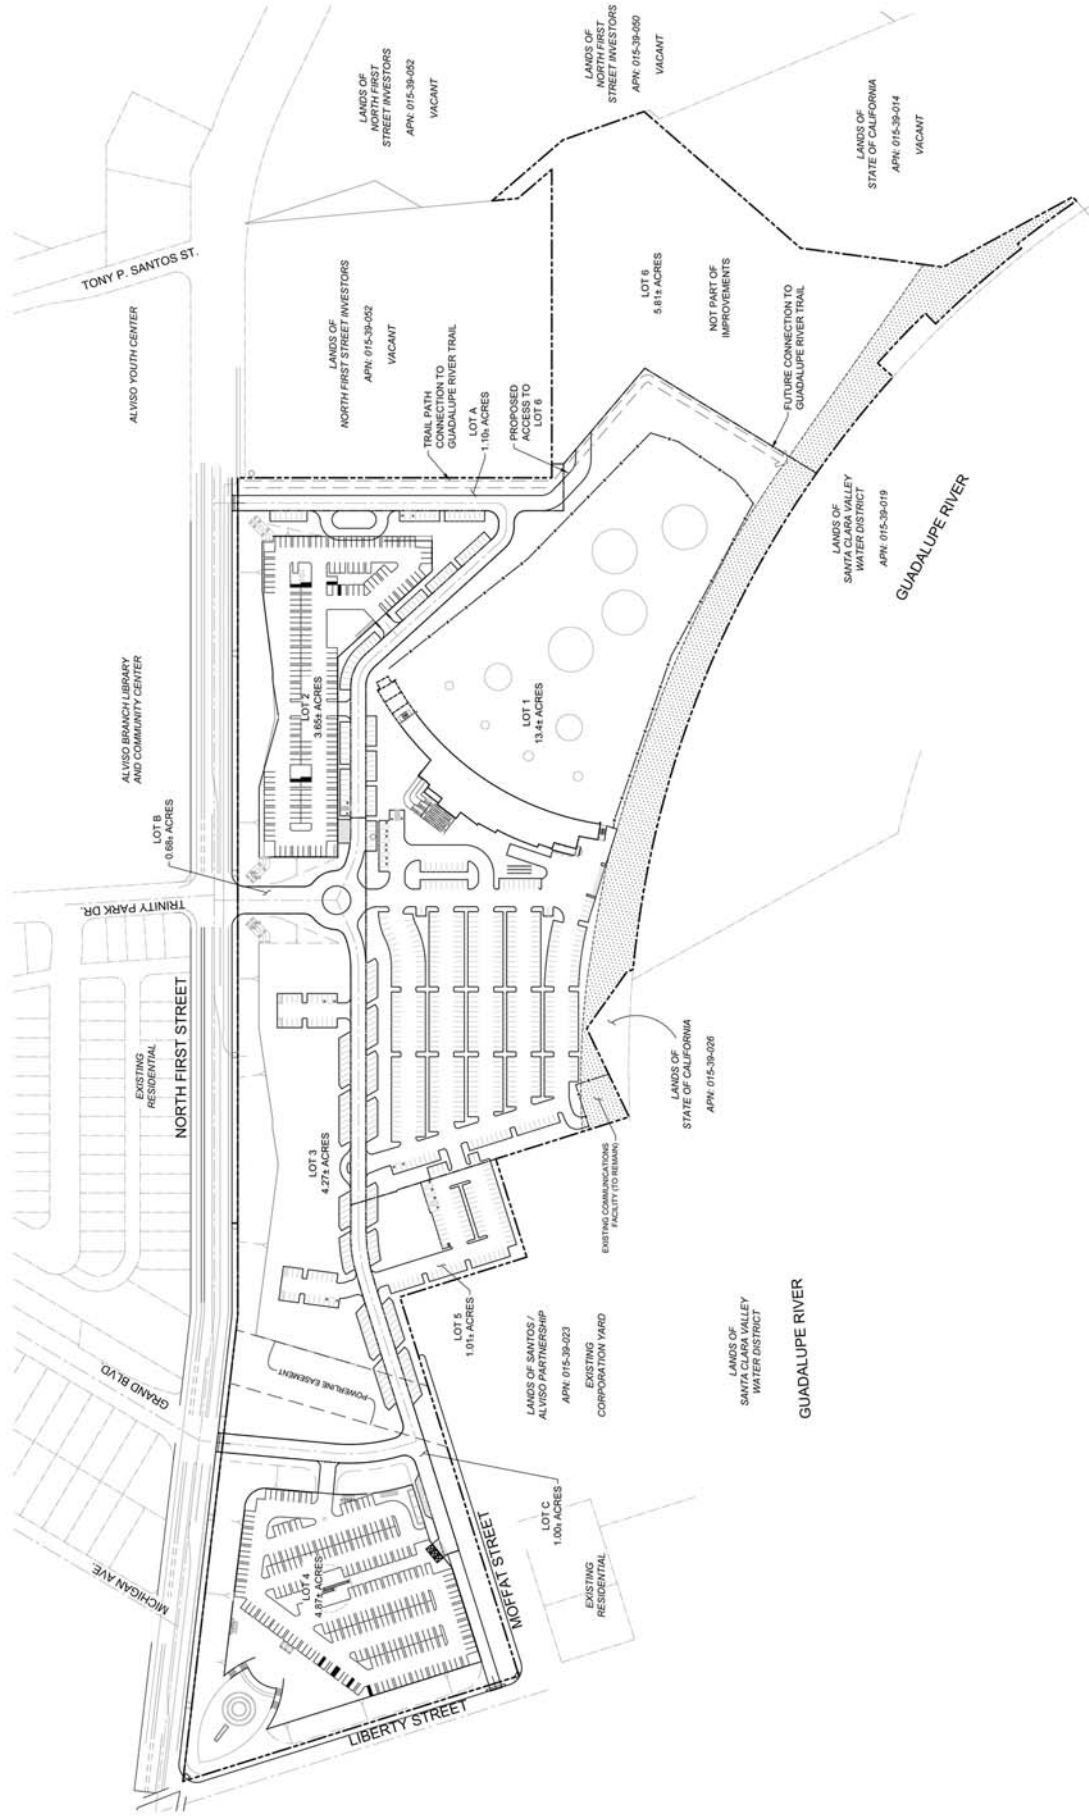 LANDS OF
NORTH FIRST
STREET INVESTORS
APN: 015-39-052
VACANT
LANDS OF
NORTH FIRST
STREET INVESTORS
APN: 015-39-050
VACANT
LANDS OF
STATE OF CALIFORNIA
APN: 015-39-014
VACANT
TONY P. SANTOS ST.
ALVISO YOUTH CENTER
LANDS OF
NORTH FIRST STREET INVESTORS
APN: 015-39-052
VACANT
LOT 6
5.81± ACRES
NOT PART OF
IMPROVEMENTS
TRAIL PATH
CONNECTION TO
GUADALUPE RIVER TRAIL
LOT A
1.10± ACRES
PROPOSED
ACCESS TO
LOT 6
FUTURE CONNECTION TO
GUADALUPE RIVER TRAIL
LANDS OF
SANTA CLARA VALLEY
WATER DISTRICT
APN: 015-39-019
GUADALUPE RIVER
ALVISO BRANCH LIBRARY
AND COMMUNITY CENTER
LOT 2
3.65± ACRES
LOT 1
13.4± ACRES
LOT B
0.68± ACRES
TRINITY PARK DR.
NORTH FIRST STREET
EXISTING
RESIDENTIAL
LOT 3
4.27± ACRES
LANDS OF
STATE OF CALIFORNIA
APN: 015-39-026
EXISTING COMMUNICATIONS
FACILITY (TO REMAIN)
LOT 5
1.01± ACRES
GRAND BLVD.
POWERLINE EASEMENT
LANDS OF SANTOS /
ALVISO PARTNERSHIP
APN: 015-39-023
EXISTING
CORPORATION YARD
LANDS OF
SANTA CLARA VALLEY
WATER DISTRICT
GUADALUPE RIVER
MICHIGAN AVE.
LOT 4
4.87± ACRES
LOT C
1.00± ACRES
MOFFAT STREET
EXISTING
RESIDENTIAL
LIBERTY STREET